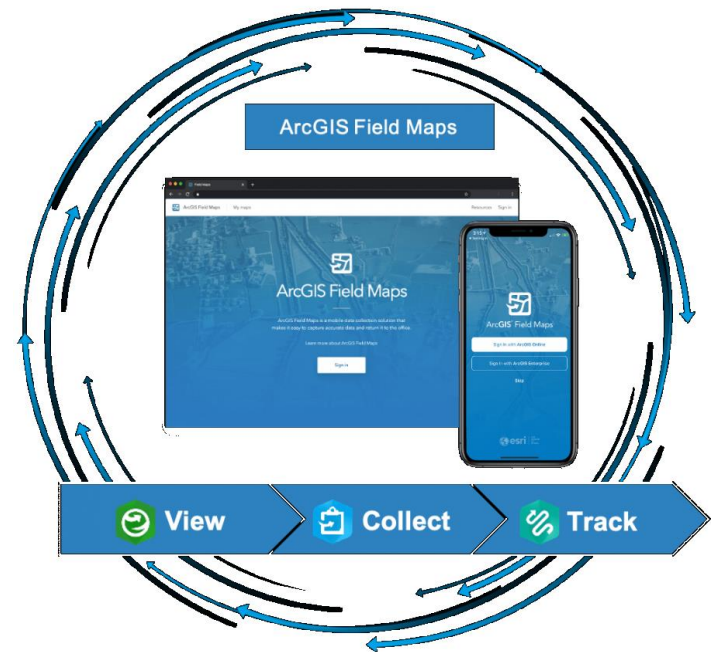 ArcGIS Field Maps
Field Maps
ArcGIS Field Maps My maps Resources Sign in
ArcGIS Field Maps
ArcGIS Field Maps is a mobile data collection solution that
makes it easy to capture accurate data and return it to the office.
Learn more about ArcGIS Field Maps
Sign in
ArcGIS Field Maps
Sign in with ArcGIS Online
Sign in with ArcGIS Enterprise
Skip
esri
View Collect Track